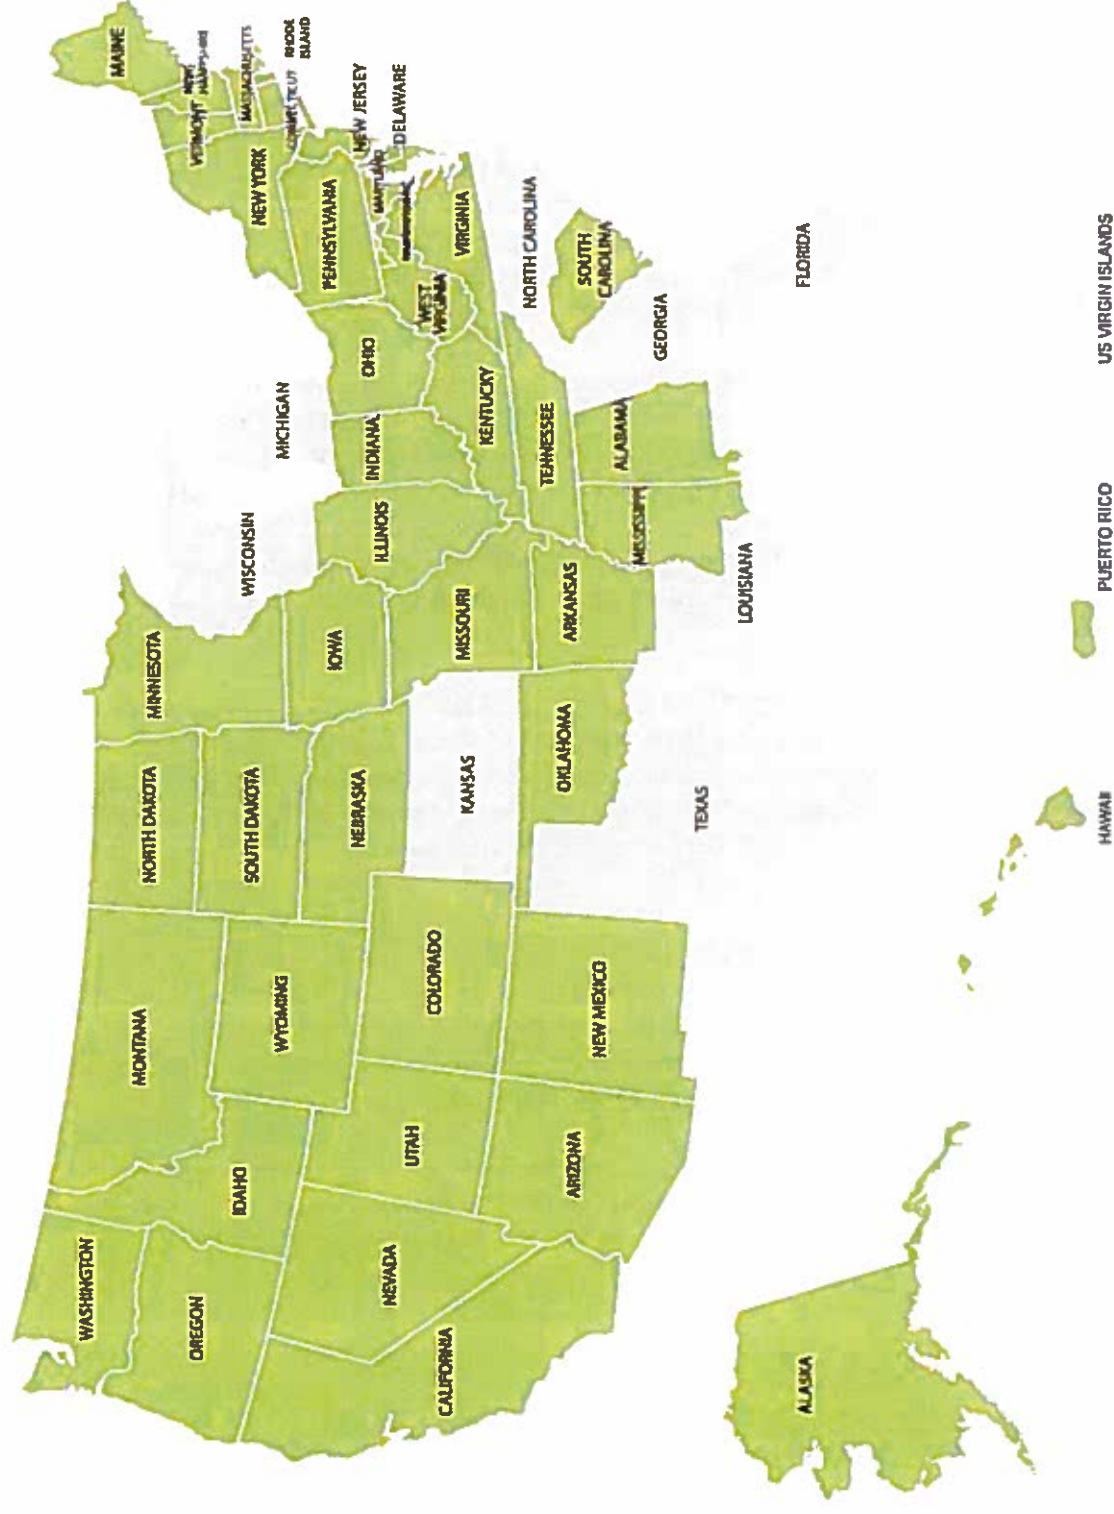 WASHINGTON
OREGON
CALIFORNIA
NEVADA
IDAHO
MONTANA
WYOMING
UTAH
ARIZONA
COLORADO
NEW MEXICO
NORTH DAKOTA
SOUTH DAKOTA
NEBRASKA
KANSAS
OKLAHOMA
TEXAS
MINNESOTA
IOWA
MISSOURI
ARKANSAS
LOUISIANA
WISCONSIN
ILLINOIS
MICHIGAN
INDIANA
OHIO
KENTUCKY
TENNESSEE
MISSISSIPPI
ALABAMA
GEORGIA
FLORIDA
SOUTH
CAROLINA
NORTH CAROLINA
VIRGINIA
WEST
VIRGINIA
MARYLAND
DELAWARE
NEW JERSEY
PENNSYLVANIA
NEW YORK
CONNECTICUT
RHODE
ISLAND
MASSACHUSETTS
VERMONT
NEW
HAMPSHIRE
MAINE
ALASKA
HAWAII
PUERTO RICO
US VIRGIN ISLANDS